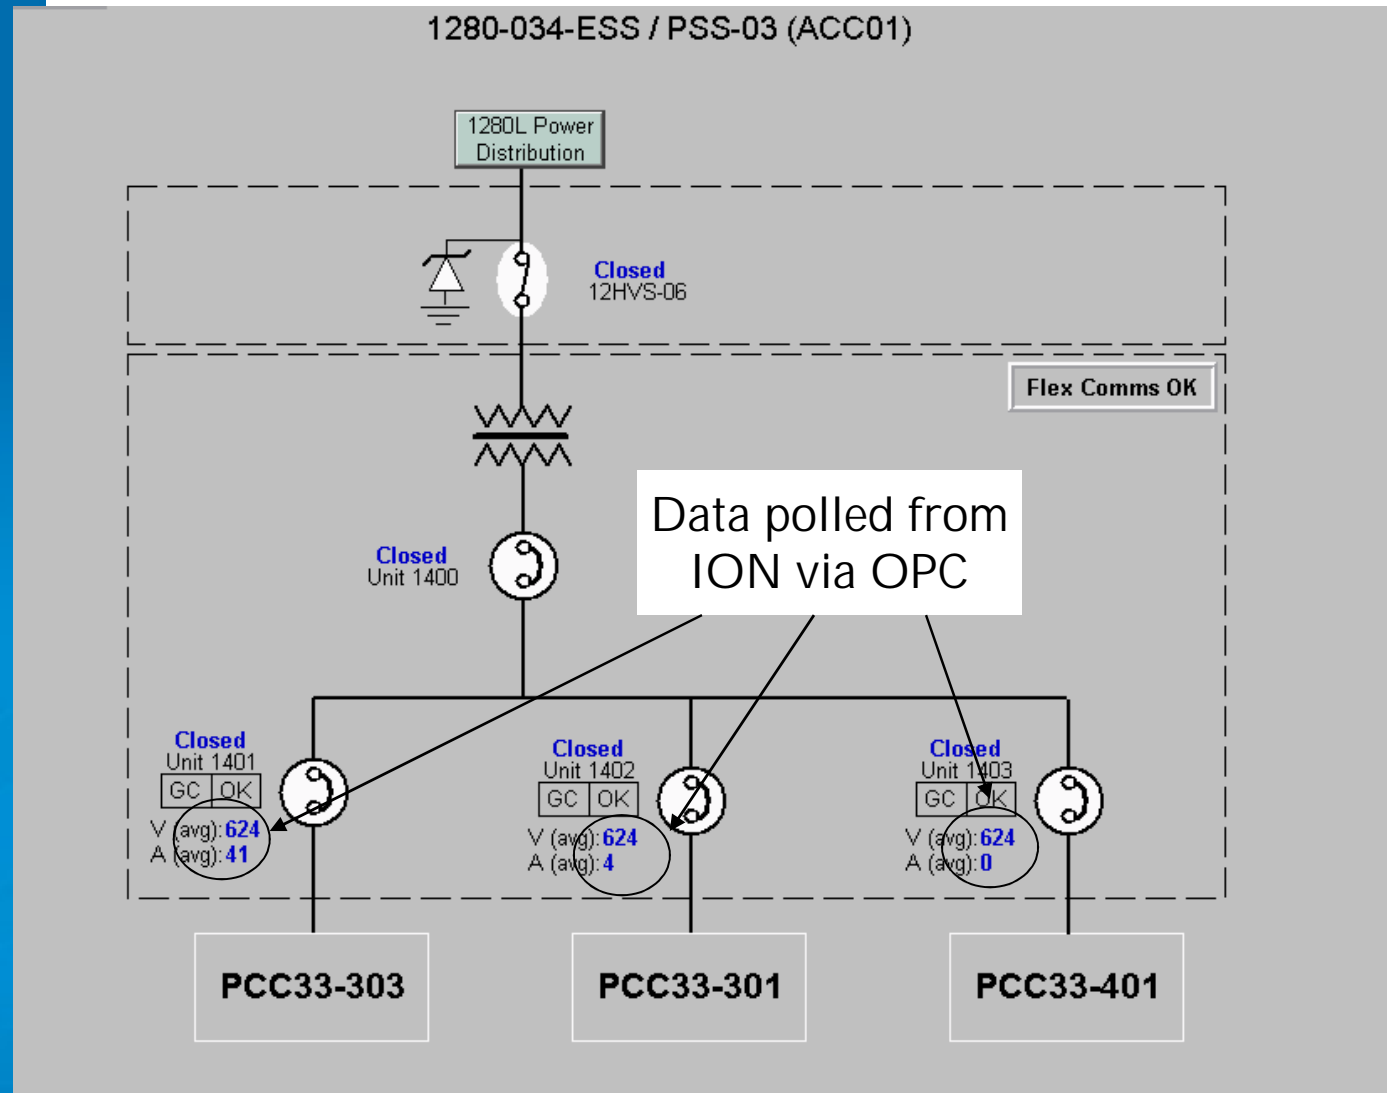 1280-034-ESS / PSS-03 (ACC01)
1280L Power
Distribution
Closed
12HVS-06
Flex Comms OK
Data polled from
ION via OPC
Closed
Unit 1400
Closed
Unit 1401
GC OK
V (avg): 624
A (avg): 41
Closed
Unit 1402
GC OK
V (avg): 624
A (avg): 4
Closed
Unit 1403
GC OK
V (avg): 624
A (avg): 0
PCC33-303
PCC33-301
PCC33-401